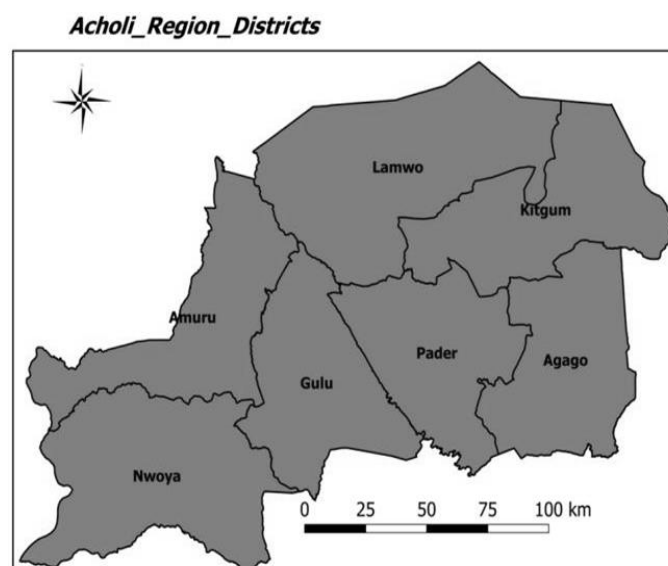 Acholi_Region_Districts
Lamwo
Kitgum
Amuru
Pader
Agago
Gulu
Nwoya
0 25 50 75 100 km